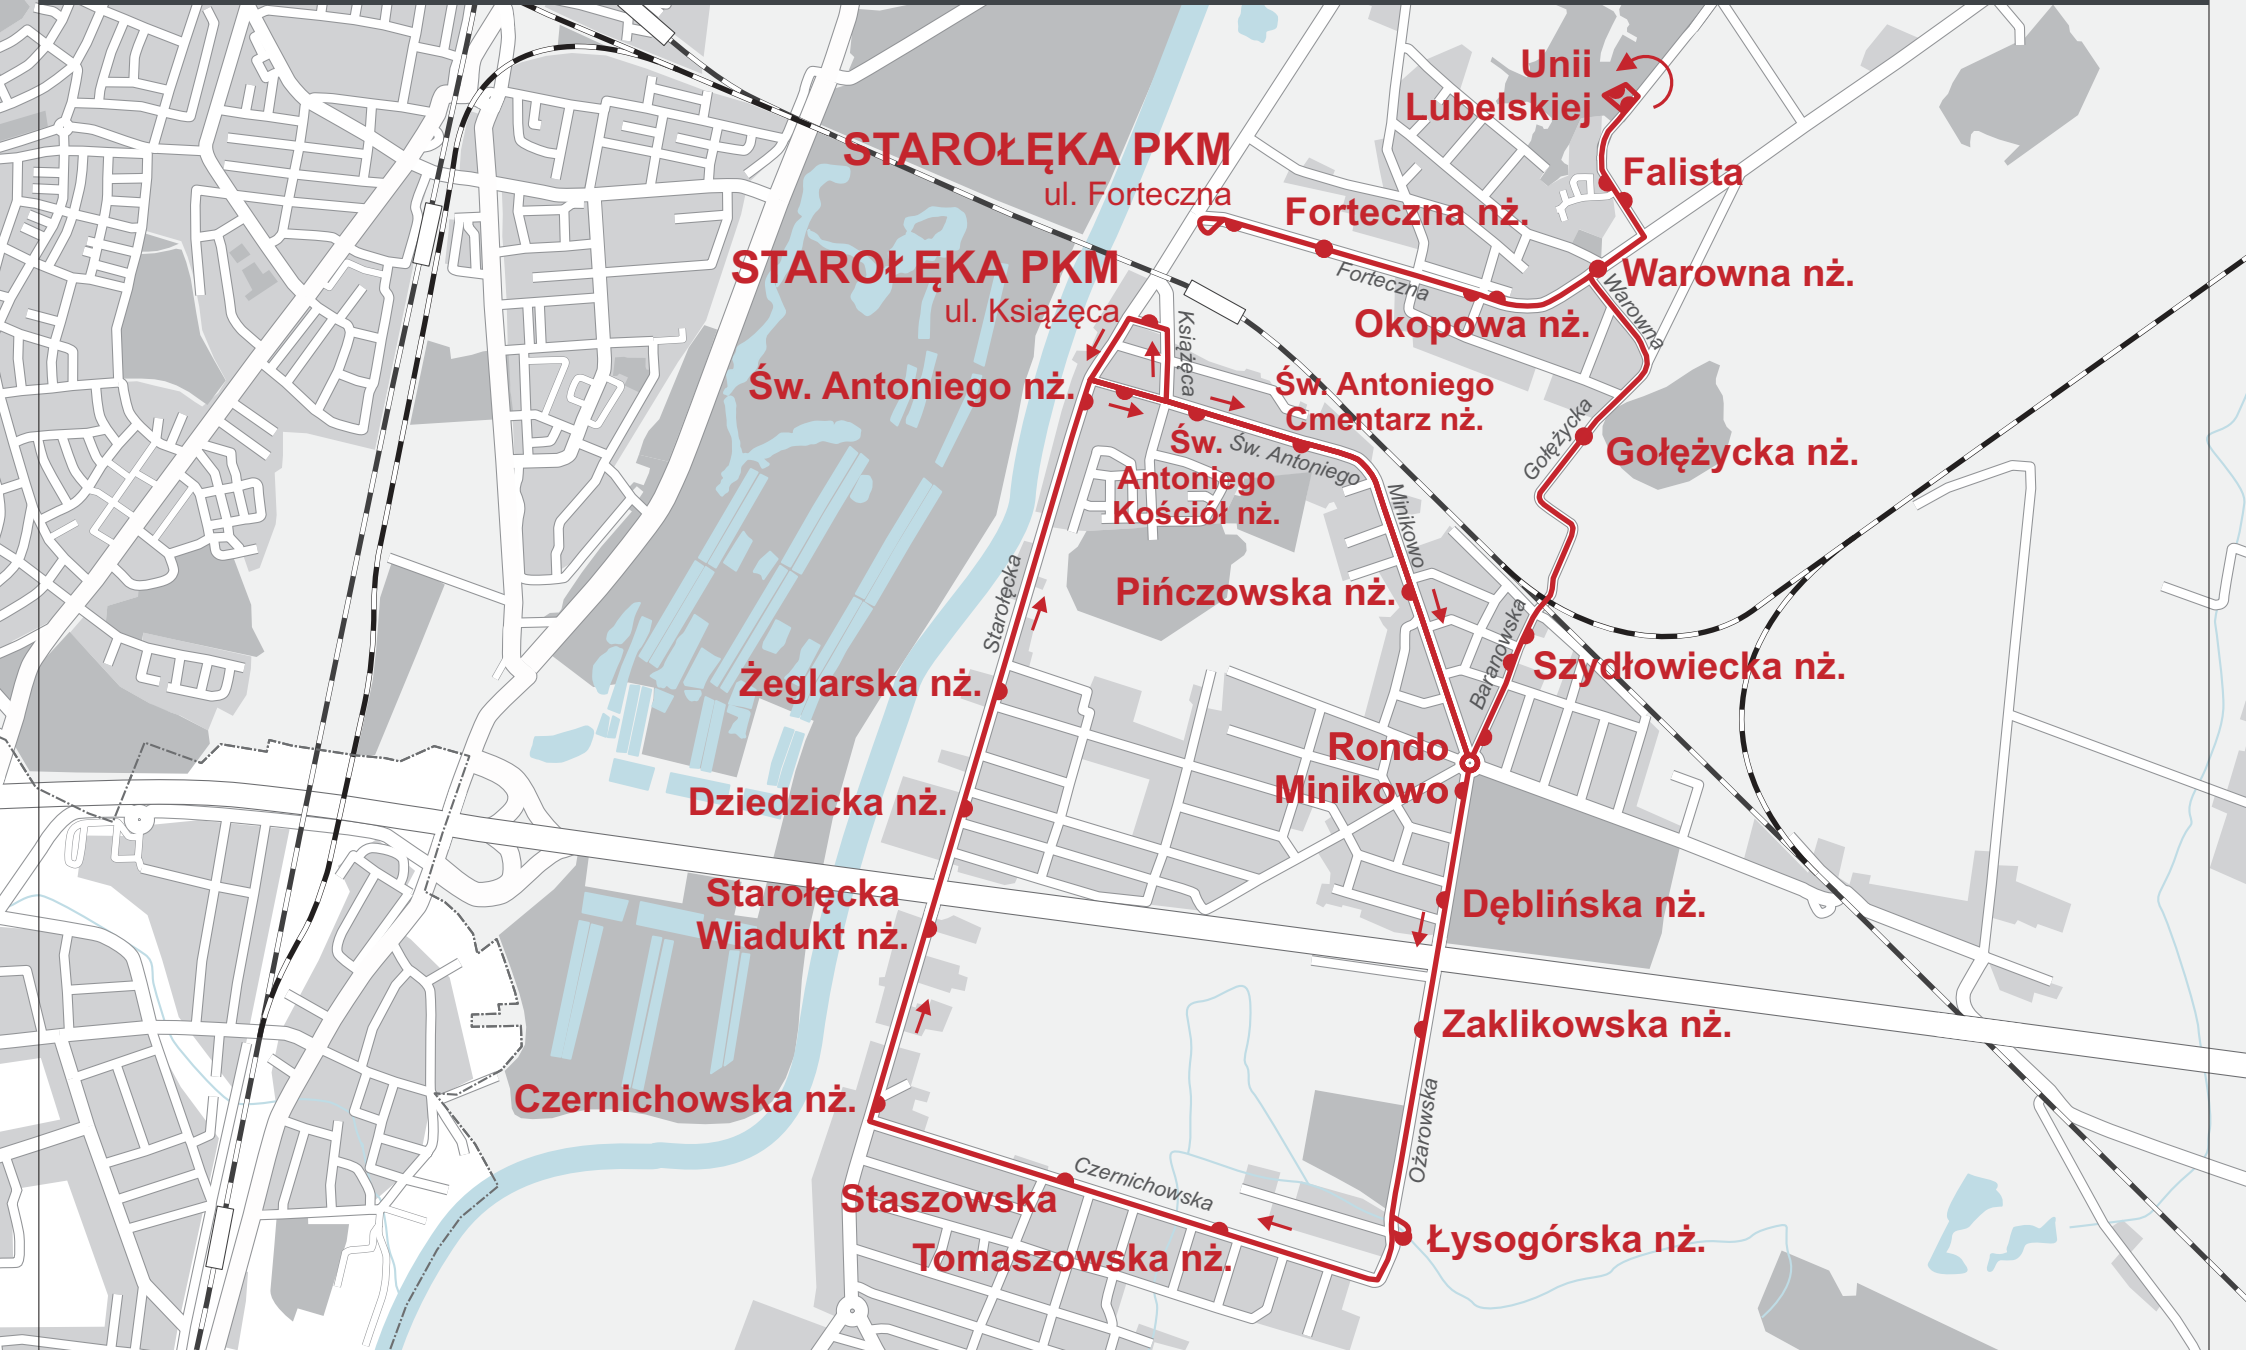 Unii
Lubelskiej
STAROŁĘKA PKM
ul. Forteczna
Falista
Forteczna nż.
STAROŁĘKA PKM
ul. Książęca
Forteczna
Warowna nż.
Warowna
Okopowa nż.
Książęca
Św. Antoniego nż.
Św. Antoniego
Cmentarz nż.
Św.
Antoniego
Kościół nż.
Św. Antoniego
Gołężycka
Gołężycka nż.
Minikowo
Starołęcka
Pińczowska nż.
Baranowska
Szydłowiecka nż.
Żeglarska nż.
Rondo
Minikowo
Dziedzicka nż.
Starołęcka
Wiadukt nż.
Dęblińska nż.
Zaklikowska nż.
Czernichowska nż.
Ożarowska
Czernichowska
Staszowska
Tomaszowska nż.
Łysogórska nż.